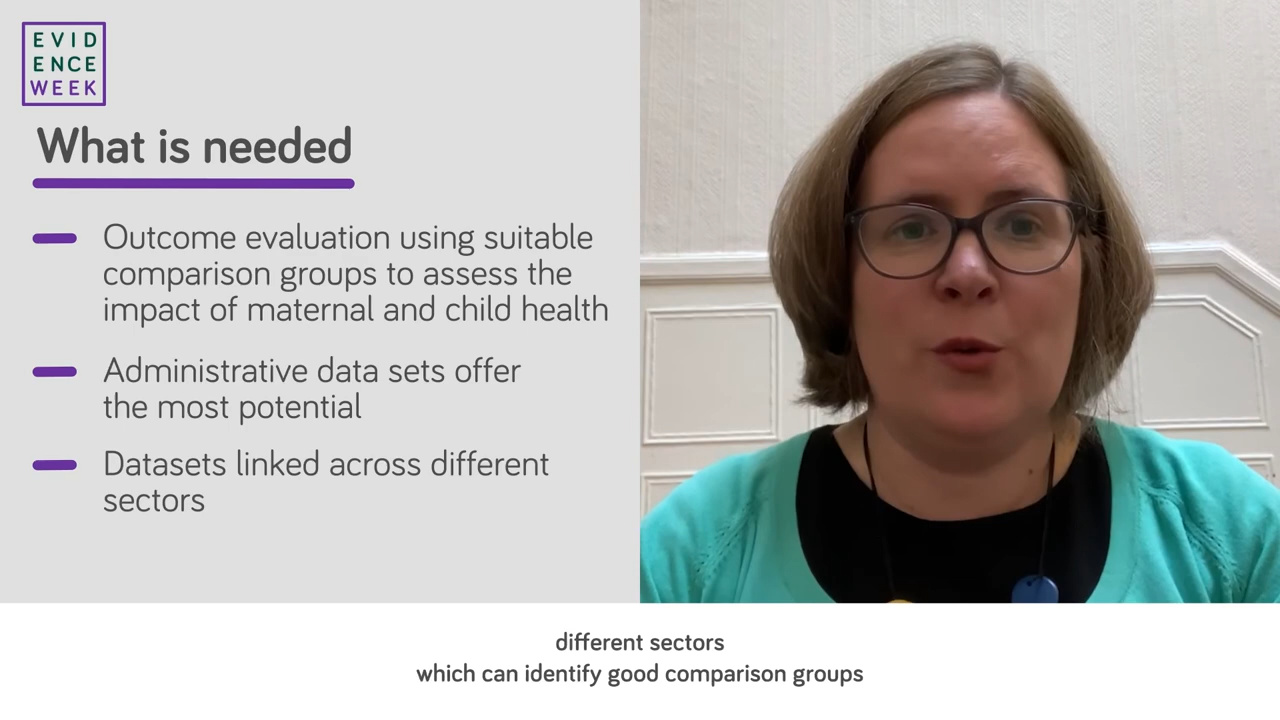 EVID
ENCE
WEEK
What is needed
Outcome evaluation using suitable
comparison groups to assess the
impact of maternal and child health
Administrative data sets offer
the most potential
Datasets linked across different
sectors
different sectors
which can identify good comparison groups